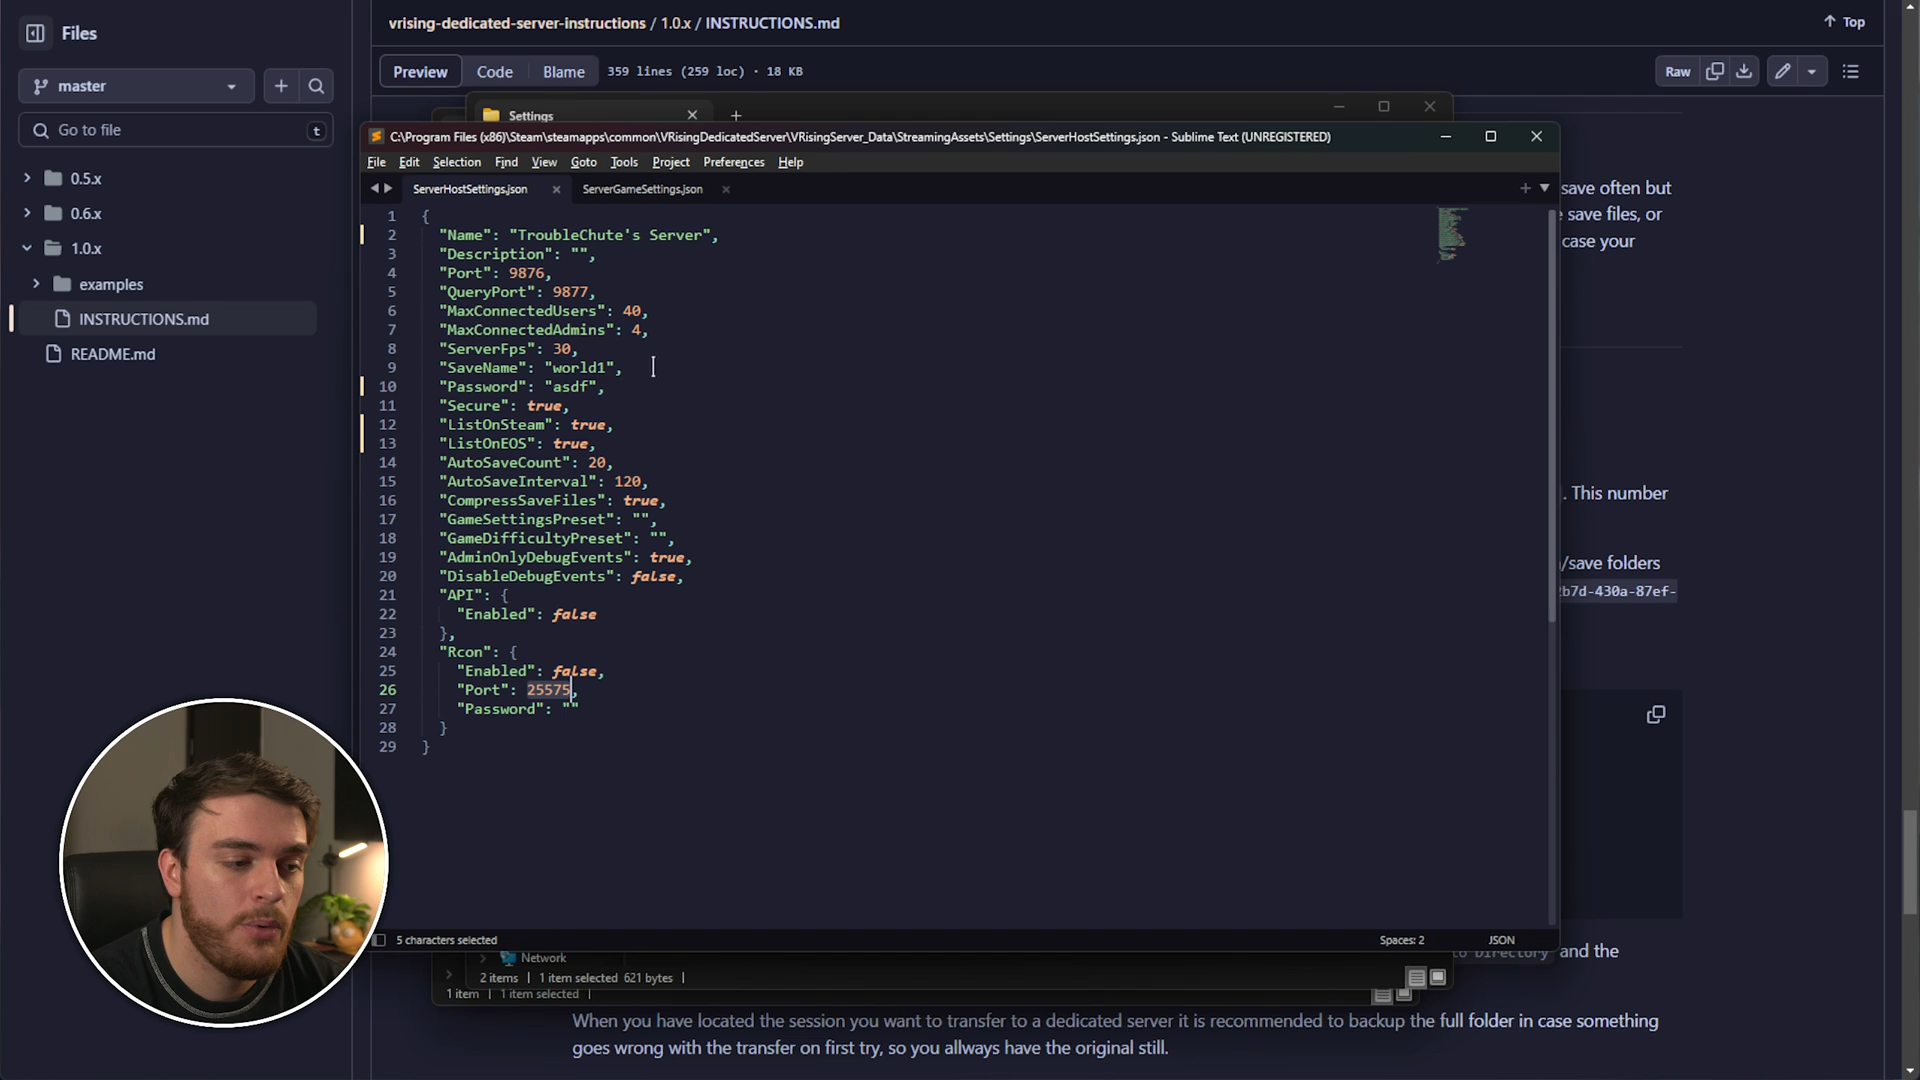 Files
master
Go to file
t
0.5.x
0.6.x
1.0.x
examples
INSTRUCTIONS.md
README.md
vrising-dedicated-server-instructions / 1.0.x / INSTRUCTIONS.md
Top
Preview
Code
Blame
359 lines (259 loc) · 18 KB
Raw
Settings
C:\Program Files (x86)\Steam\steamapps\common\VRisingDedicatedServer\VRisingServer_Data\StreamingAssets\Settings\ServerHostSettings.json - Sublime Text (UNREGISTERED)
File Edit Selection Find View Goto Tools Project Preferences Help
ServerHostSettings.json
ServerGameSettings.json
1 {
2 "Name": "TroubleChute's Server",
3 "Description": "",
4 "Port": 9876,
5 "QueryPort": 9877,
6 "MaxConnectedUsers": 40,
7 "MaxConnectedAdmins": 4,
8 "ServerFps": 30,
9 "SaveName": "world1",
10 "Password": "asdf",
11 "Secure": true,
12 "ListOnSteam": true,
13 "ListOnEOS": true,
14 "AutoSaveCount": 20,
15 "AutoSaveInterval": 120,
16 "CompressSaveFiles": true,
17 "GameSettingsPreset": "",
18 "GameDifficultyPreset": "",
19 "AdminOnlyDebugEvents": true,
20 "DisableDebugEvents": false,
21 "API": {
22 "Enabled": false
23 },
24 "Rcon": {
25 "Enabled": false,
26 "Port": 25575,
27 "Password": ""
28 }
29 }
5 characters selected
Spaces: 2
JSON
save often but
save files, or
case your
. This number
/save folders
2b7d-430a-87ef-
Directory and the
Network
2 items
1 item selected 621 bytes
1 item
1 item selected
When you have located the session you want to transfer to a dedicated server it is recommended to backup the full folder in case something
goes wrong with the transfer on first try, so you allways have the original still.